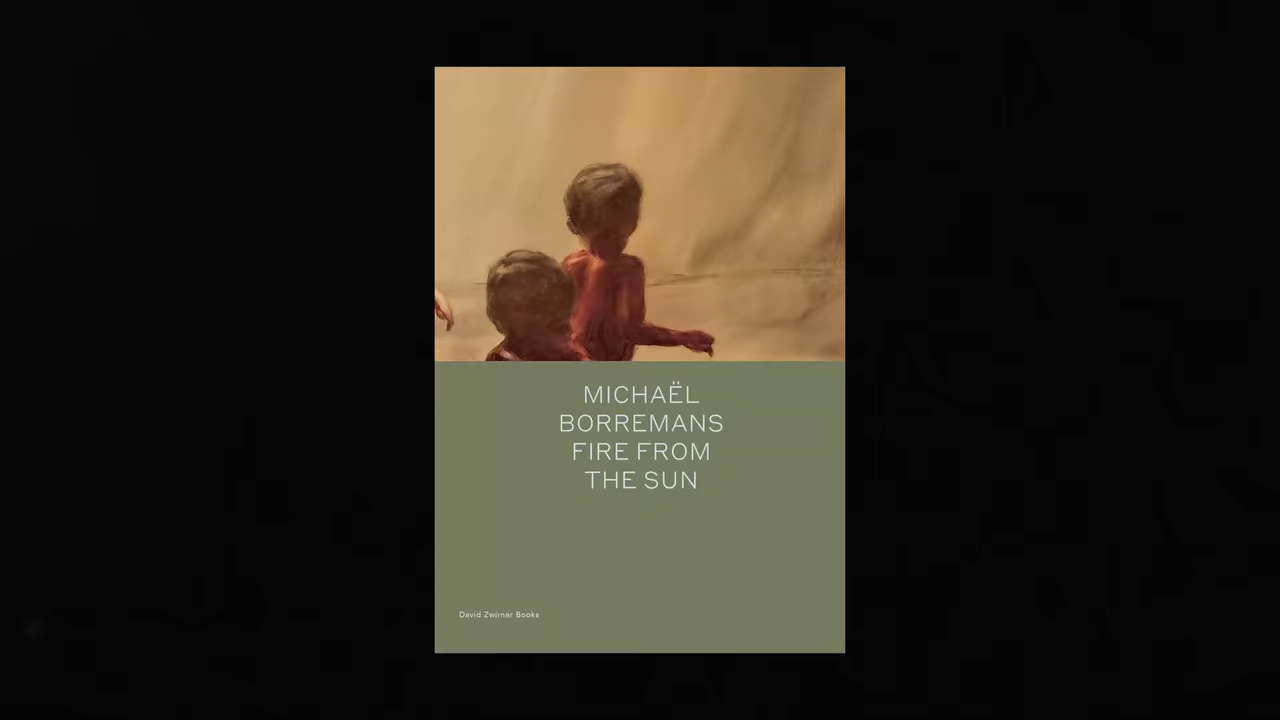 MICHAËL
BORREMANS
FIRE FROM
THE SUN
David Zwirner Books